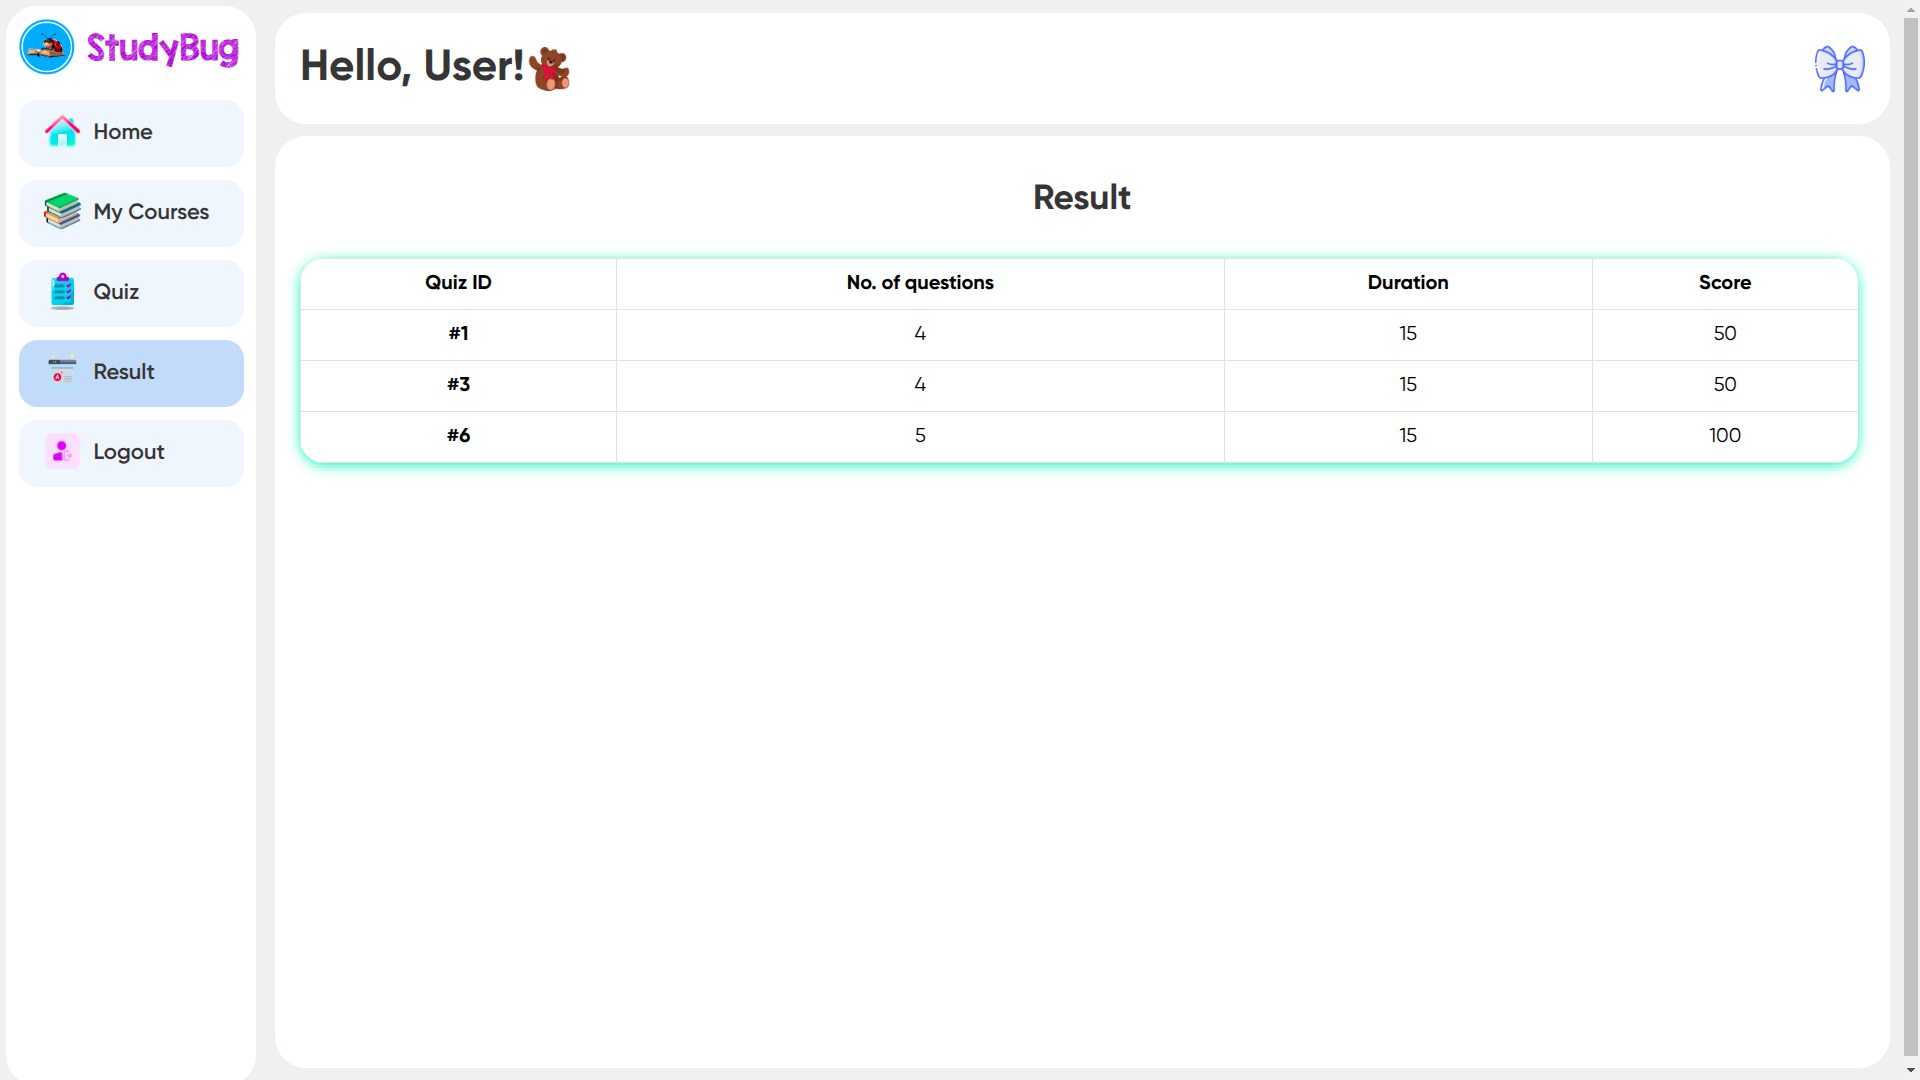 StudyBug
Home
My Courses
Quiz
Result
Logout
Hello, User!
Result
Quiz ID No. of questions Duration Score
#1 4 15 50
#3 4 15 50
#6 5 15 100